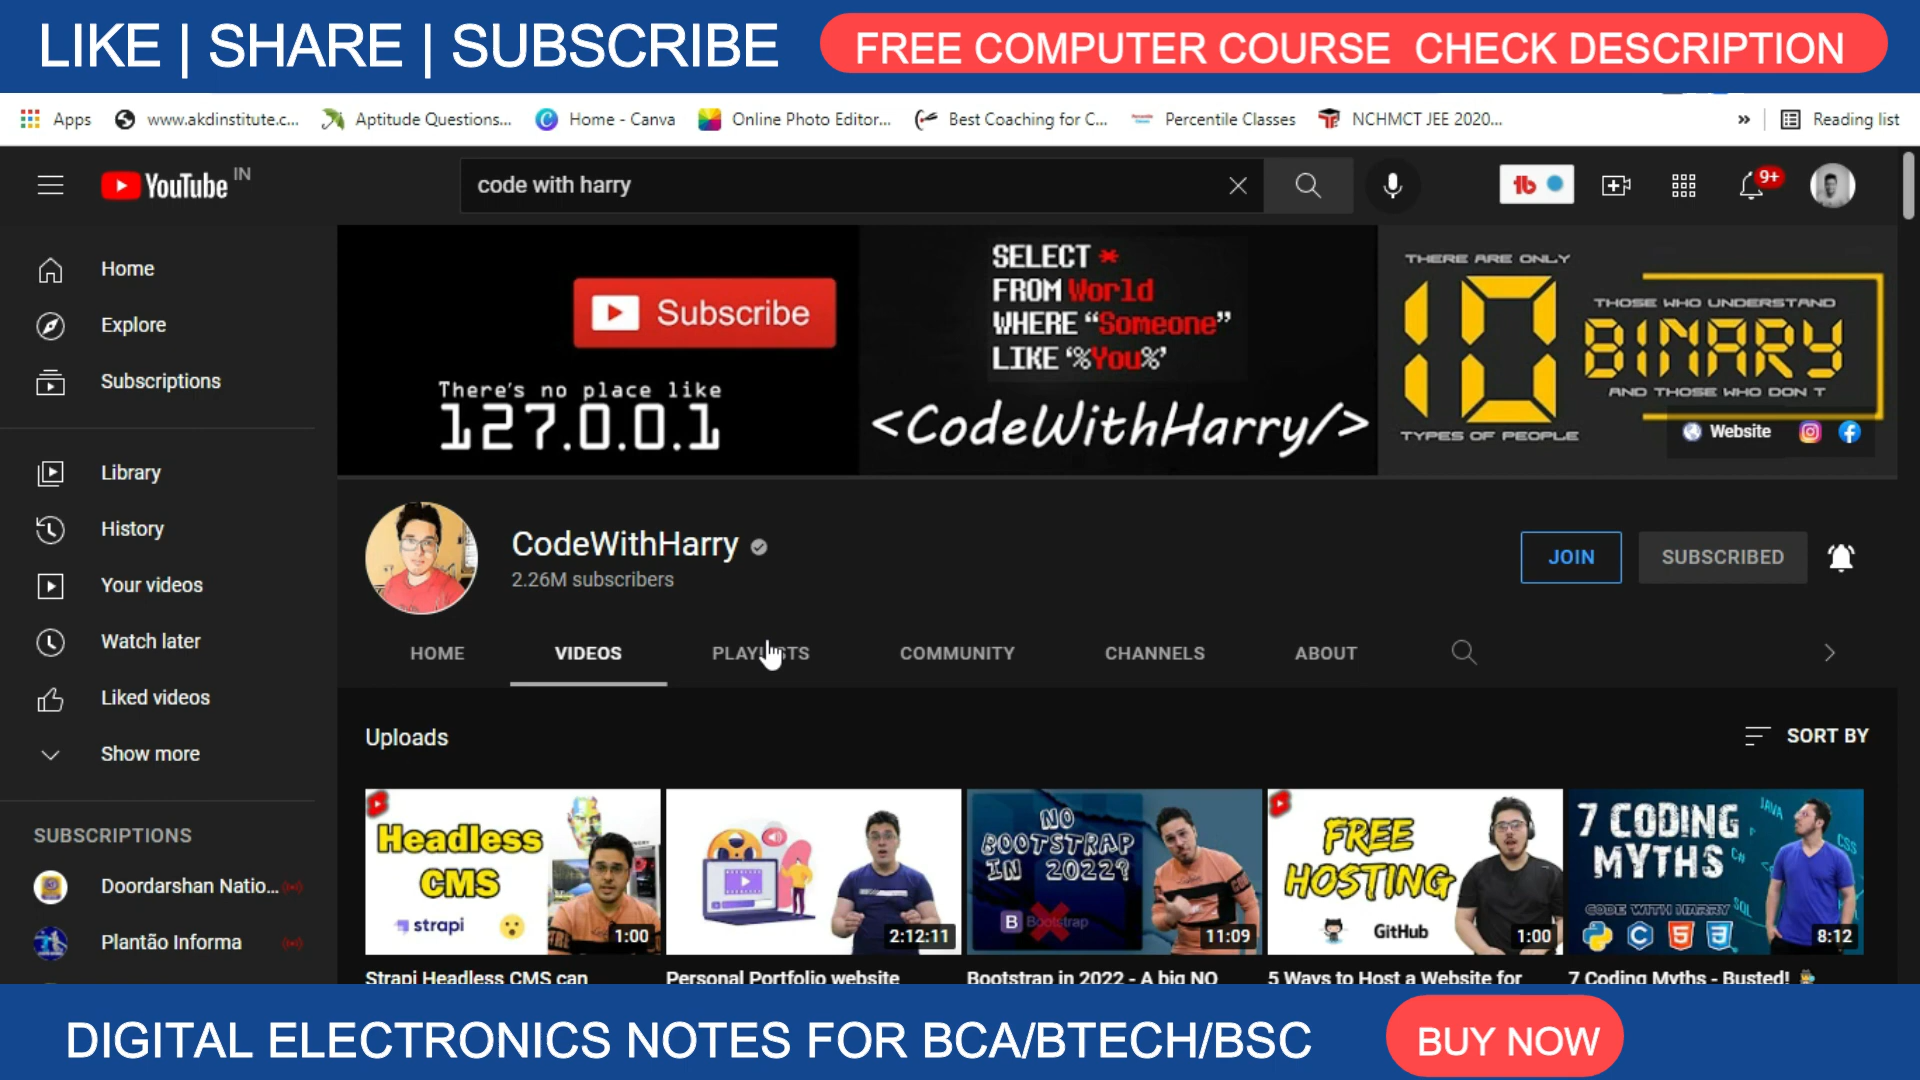 LIKE | SHARE | SUBSCRIBE
FREE COMPUTER COURSE CHECK DESCRIPTION
Apps
www.akdinstitute.c...
Aptitude Questions...
Home - Canva
Online Photo Editor...
Best Coaching for C...
Percentile Classes
NCHMCT JEE 2020...
»
Reading list
YouTube IN
code with harry
9+
Home
Explore
Subscriptions
Library
History
Your videos
Watch later
Liked videos
Show more
SUBSCRIPTIONS
Doordarshan Natio...
Plantão Informa
Subscribe
There's no place like
127.0.0.1
SELECT *
FROM World
WHERE “Someone”
LIKE ‘%You%’
<CodeWithHarry/>
THERE ARE ONLY
10
TYPES OF PEOPLE
THOSE WHO UNDERSTAND
BINARY
AND THOSE WHO DON T
Website
CodeWithHarry
2.26M subscribers
JOIN
SUBSCRIBED
HOME
VIDEOS
PLAYLISTS
COMMUNITY
CHANNELS
ABOUT
Uploads
SORT BY
Headless
CMS
strapi
1:00
2:12:11
NO
BOOTSTRAP
IN 2022?
B Bootstrap
11:09
FREE
HOSTING
GitHub
1:00
7 CODING
MYTHS
JAVA
C#
CSS
SQL
CODE WITH HARRY
8:12
Strapi Headless CMS can
Personal Portfolio website
Bootstrap in 2022 - A big NO
5 Ways to Host a Website for
7 Coding Myths - Busted!
DIGITAL ELECTRONICS NOTES FOR BCA/BTECH/BSC
BUY NOW